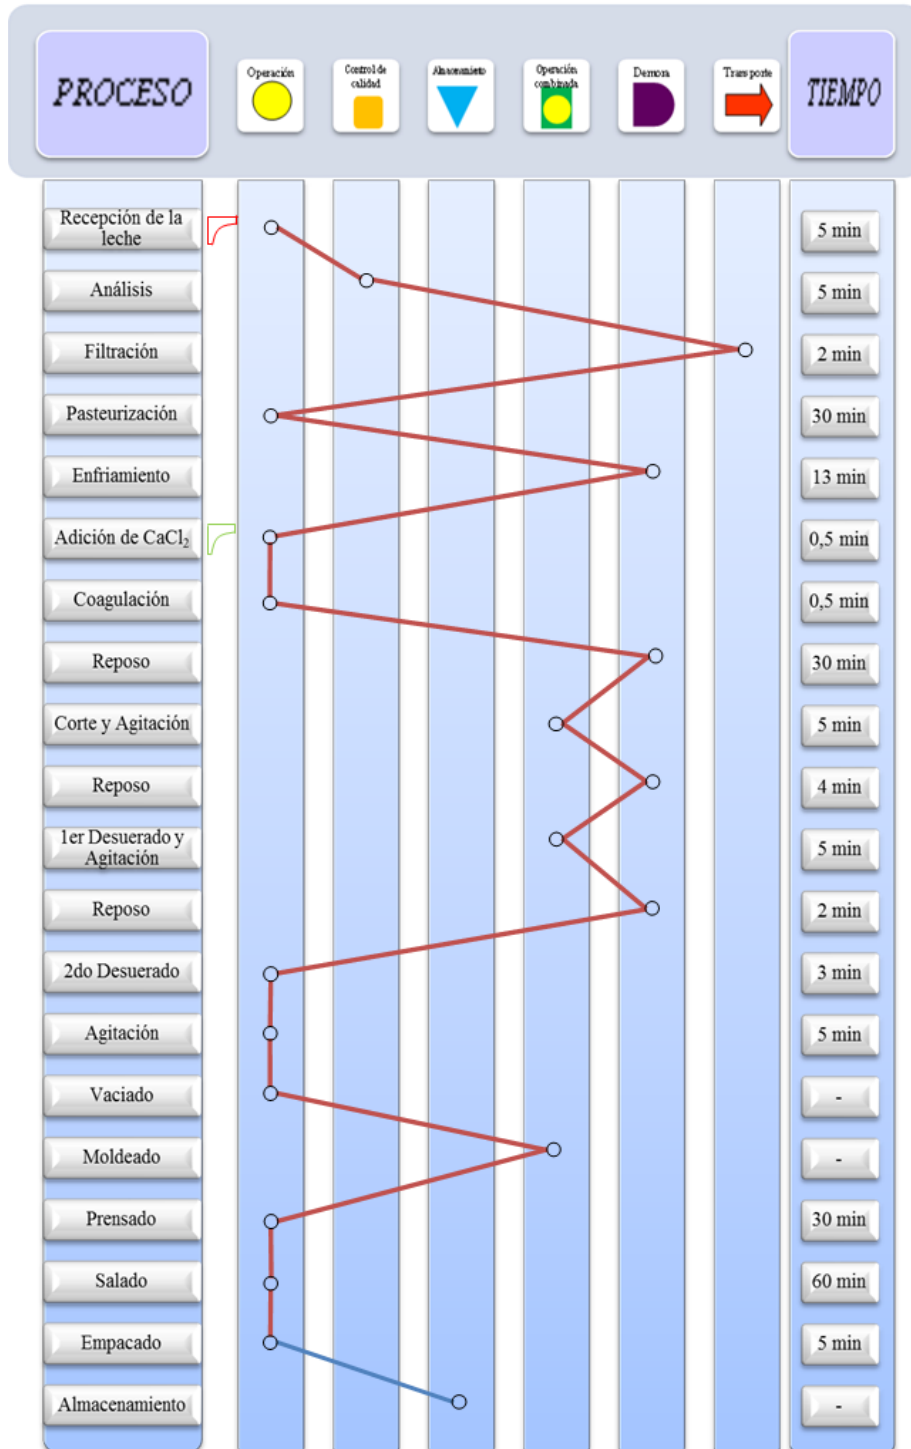 PROCESO
Operación
Control de
calidad
Almacenamiento
Operación
combinada
Demora
Transporte
TIEMPO
Recepción de la
leche
5 min
Análisis
5 min
Filtración
2 min
Pasteurización
30 min
Enfriamiento
13 min
Adición de CaCl₂
0,5 min
Coagulación
0,5 min
Reposo
30 min
Corte y Agitación
5 min
Reposo
4 min
1er Desuerado y
Agitación
5 min
Reposo
2 min
2do Desuerado
3 min
Agitación
5 min
Vaciado
-
Moldeado
-
Prensado
30 min
Salado
60 min
Empacado
5 min
Almacenamiento
-